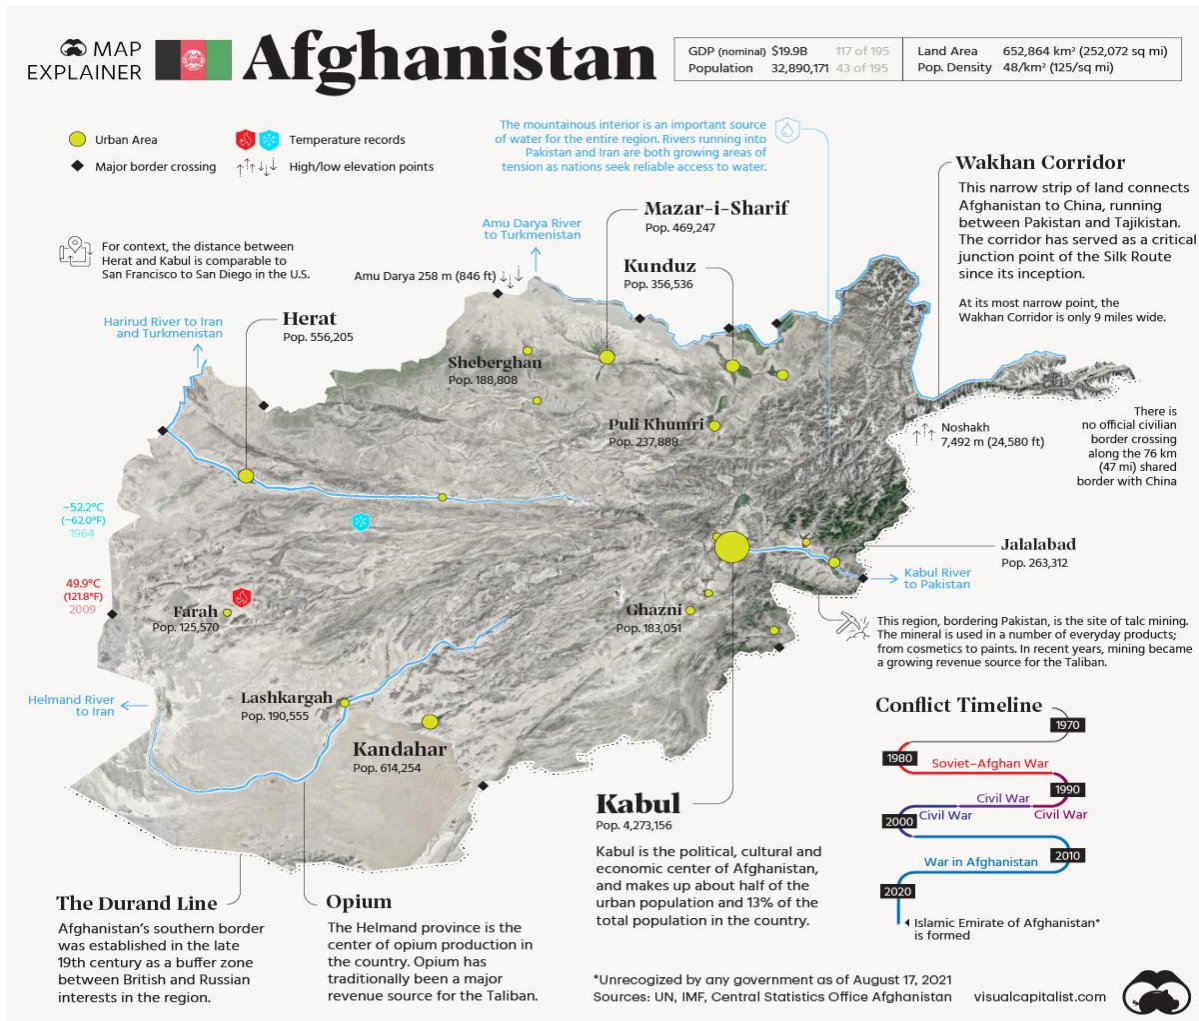 MAP
EXPLAINER
Afghanistan
GDP (nominal) $19.9B 117 of 195
Population 32,890,171 43 of 195
Land Area 652,864 km² (252,072 sq mi)
Pop. Density 48/km² (125/sq mi)
Urban Area
Major border crossing
Temperature records
High/low elevation points
The mountainous interior is an important source
of water for the entire region. Rivers running into
Pakistan and Iran are both growing areas of
tension as nations seek reliable access to water.
Wakhan Corridor
This narrow strip of land connects
Afghanistan to China, running
between Pakistan and Tajikistan.
The corridor has served as a critical
junction point of the Silk Route
since its inception.
At its most narrow point, the
Wakhan Corridor is only 9 miles wide.
For context, the distance between
Herat and Kabul is comparable to
San Francisco to San Diego in the U.S.
Amu Darya River
to Turkmenistan
Amu Darya 258 m (846 ft)
Mazar-i-Sharif
Pop. 469,247
Kunduz
Pop. 356,536
Harirud River to Iran
and Turkmenistan
Herat
Pop. 556,205
Sheberghan
Pop. 188,808
Puli Khumri
Pop. 237,888
Noshakh
7,492 m (24,580 ft)
There is
no official civilian
border crossing
along the 76 km
(47 mi) shared
border with China
-52.2°C
(-62.0°F)
1964
49.9°C
(121.8°F)
2009
Farah
Pop. 125,570
Ghazni
Pop. 183,051
Jalalabad
Pop. 263,312
Kabul River
to Pakistan
This region, bordering Pakistan, is the site of talc mining.
The mineral is used in a number of everyday products;
from cosmetics to paints. In recent years, mining became
a growing revenue source for the Taliban.
Helmand River
to Iran
Lashkargah
Pop. 190,555
Kandahar
Pop. 614,254
Kabul
Pop. 4,273,156
Kabul is the political, cultural and
economic center of Afghanistan,
and makes up about half of the
urban population and 13% of the
total population in the country.
Conflict Timeline
1970
1980
Soviet–Afghan War
1990
Civil War
Civil War
Civil War
2000
2010
War in Afghanistan
2020
Islamic Emirate of Afghanistan*
is formed
The Durand Line
Afghanistan's southern border
was established in the late
19th century as a buffer zone
between British and Russian
interests in the region.
Opium
The Helmand province is the
center of opium production in
the country. Opium has
traditionally been a major
revenue source for the Taliban.
*Unrecogized by any government as of August 17, 2021
Sources: UN, IMF, Central Statistics Office Afghanistan
visualcapitalist.com